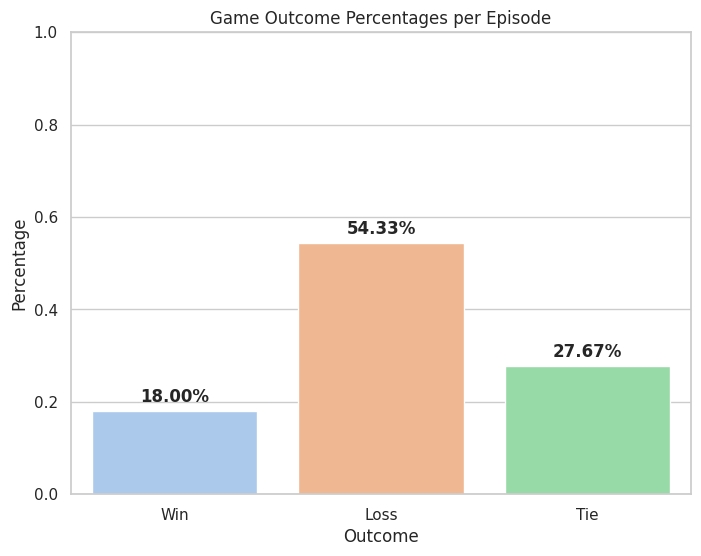 Game Outcome Percentages per Episode
1.0
0.8
0.6
0.4
0.2
0.0
Percentage
18.00%
54.33%
27.67%
Win
Loss
Tie
Outcome